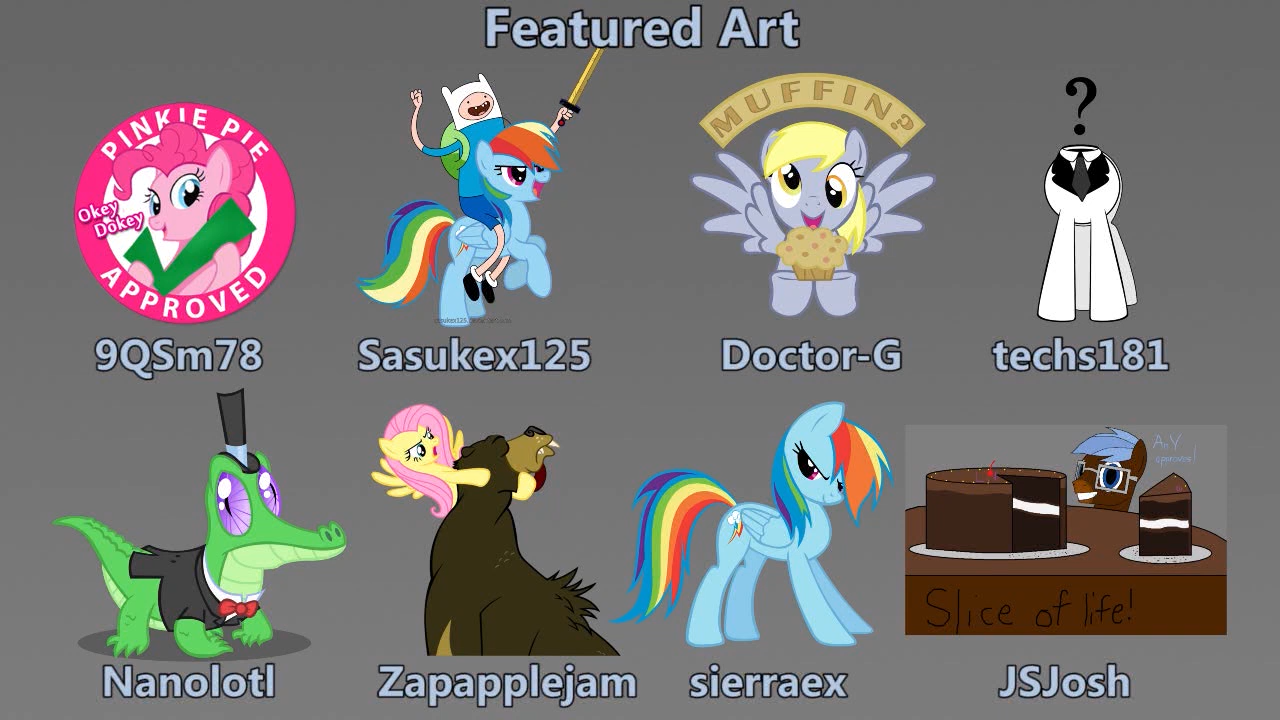 Featured Art
PINKIE PIE
Okey
Dokey
APPROVED
MUFFIN?
?
9QSm78
Sasukex125
Doctor-G
techs181
AnY
approves!
Slice of life!
Nanolotl
Zapapplejam
sierraex
JSJosh